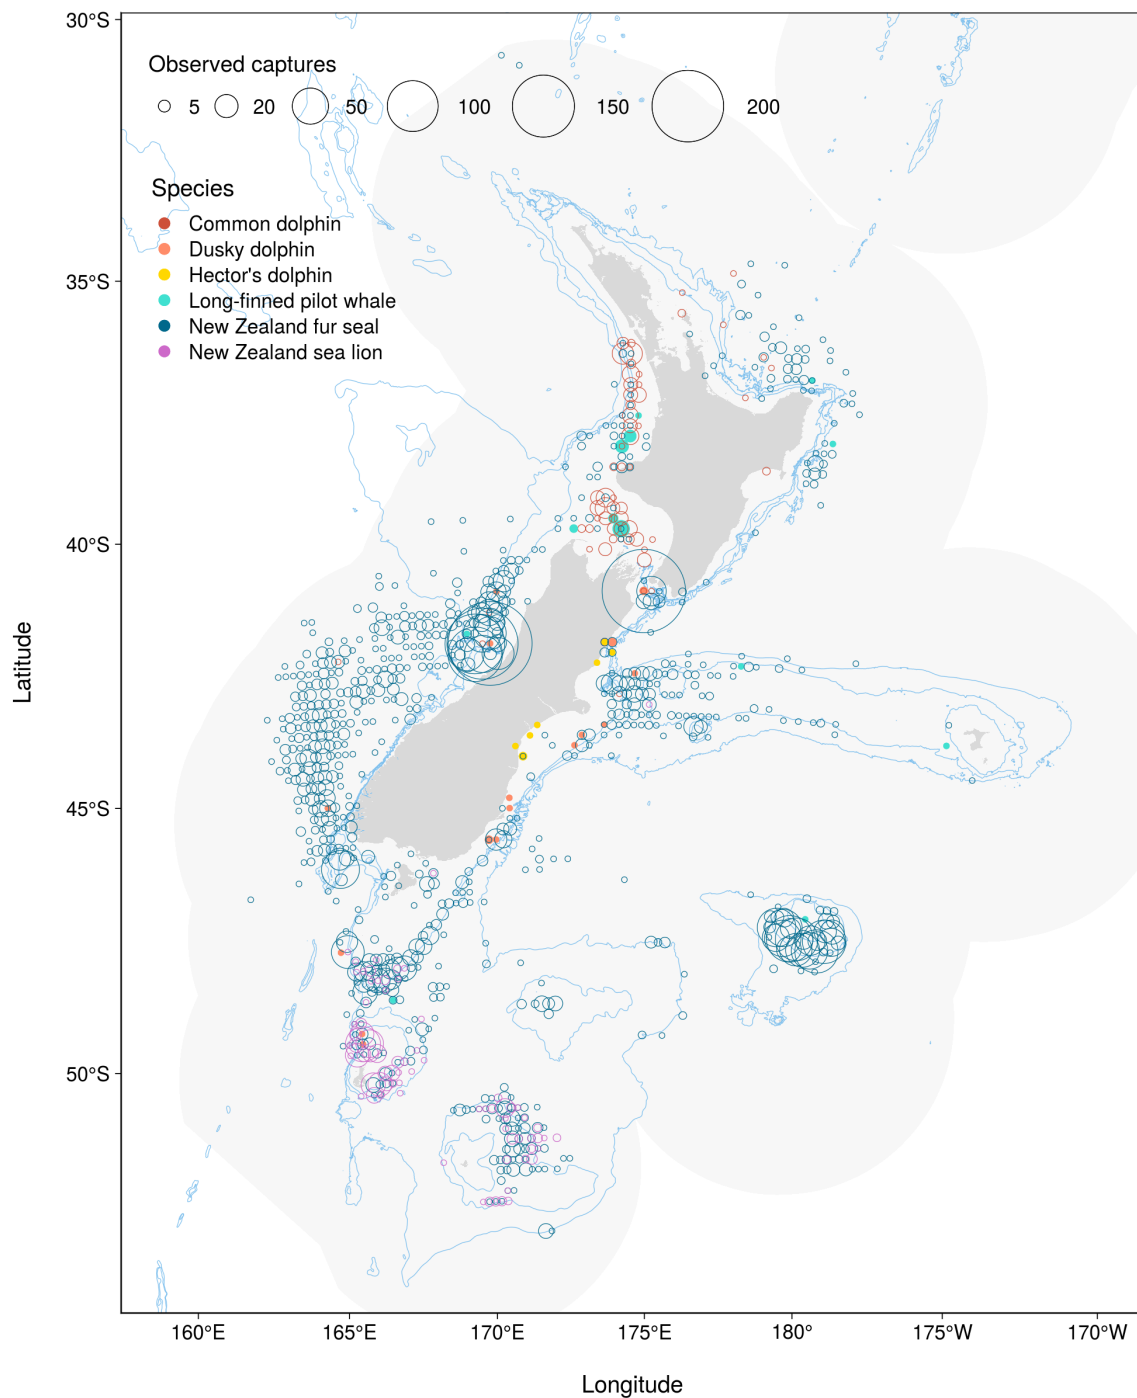 30°S
Observed captures
5 20 50 100 150 200
Species
Common dolphin
Dusky dolphin
Hector's dolphin
Long-finned pilot whale
New Zealand fur seal
New Zealand sea lion
35°S
40°S
45°S
50°S
Latitude
160°E 165°E 170°E 175°E 180° 175°W 170°W
Longitude